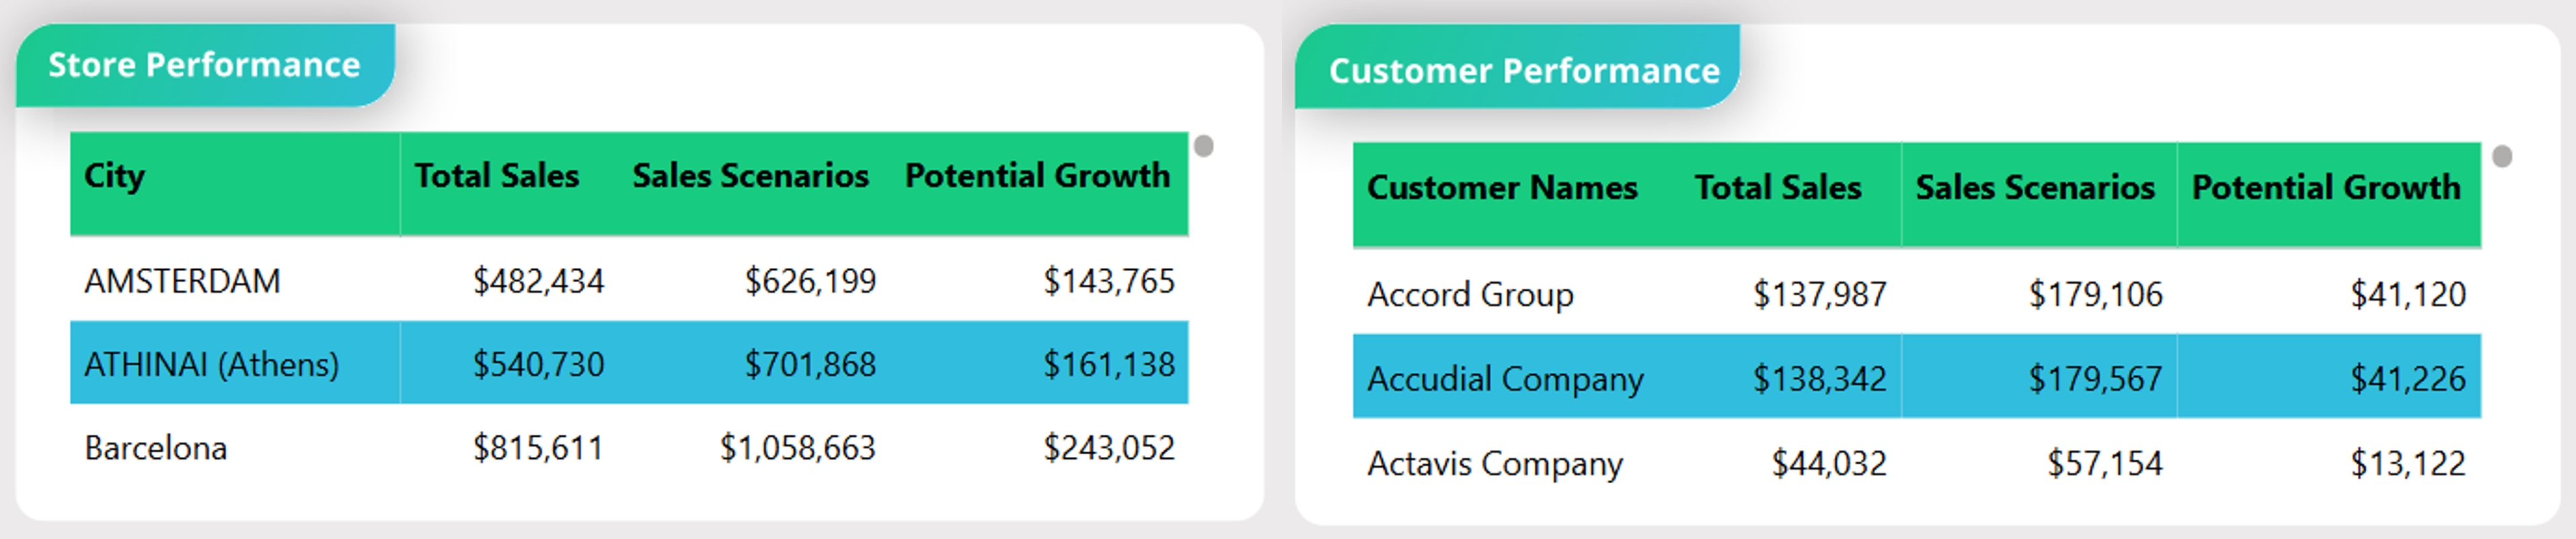 Store Performance
City Total Sales Sales Scenarios Potential Growth
AMSTERDAM $482,434 $626,199 $143,765
ATHINAI (Athens) $540,730 $701,868 $161,138
Barcelona $815,611 $1,058,663 $243,052
Customer Performance
Customer Names Total Sales Sales Scenarios Potential Growth
Accord Group $137,987 $179,106 $41,120
Accudial Company $138,342 $179,567 $41,226
Actavis Company $44,032 $57,154 $13,122